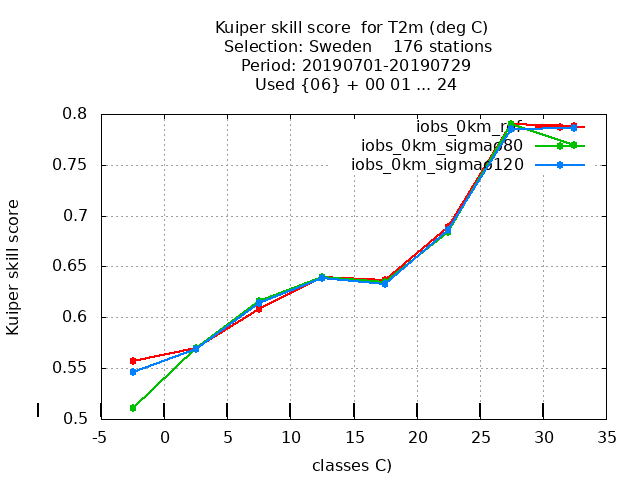 Kuiper skill score  for T2m (deg C)
Selection: Sweden    176 stations
Period: 20190701-20190729
Used {06} + 00 01 ... 24
Kuiper skill score
0.8
0.75
0.7
0.65
0.6
0.55
0.5
iobs_0km_ref
iobs_0km_sigmao80
iobs_0km_sigmao120
-5 0 5 10 15 20 25 30 35
classes C)